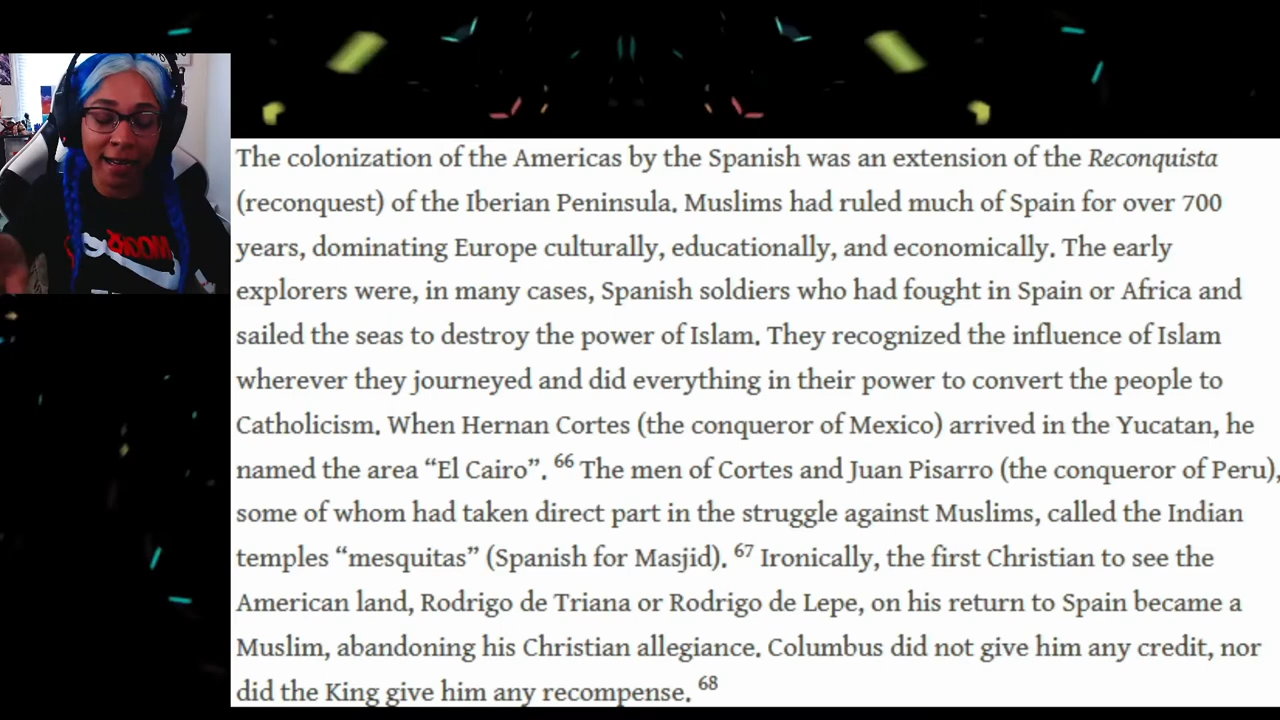 The colonization of the Americas by the Spanish was an extension of the Reconquista
(reconquest) of the Iberian Peninsula. Muslims had ruled much of Spain for over 700
years, dominating Europe culturally, educationally, and economically. The early
explorers were, in many cases, Spanish soldiers who had fought in Spain or Africa and
sailed the seas to destroy the power of Islam. They recognized the influence of Islam
wherever they journeyed and did everything in their power to convert the people to
Catholicism. When Hernan Cortes (the conqueror of Mexico) arrived in the Yucatan, he
named the area “El Cairo”. 66 The men of Cortes and Juan Pisarro (the conqueror of Peru),
some of whom had taken direct part in the struggle against Muslims, called the Indian
temples “mesquitas” (Spanish for Masjid). 67 Ironically, the first Christian to see the
American land, Rodrigo de Triana or Rodrigo de Lepe, on his return to Spain became a
Muslim, abandoning his Christian allegiance. Columbus did not give him any credit, nor
did the King give him any recompense. 68